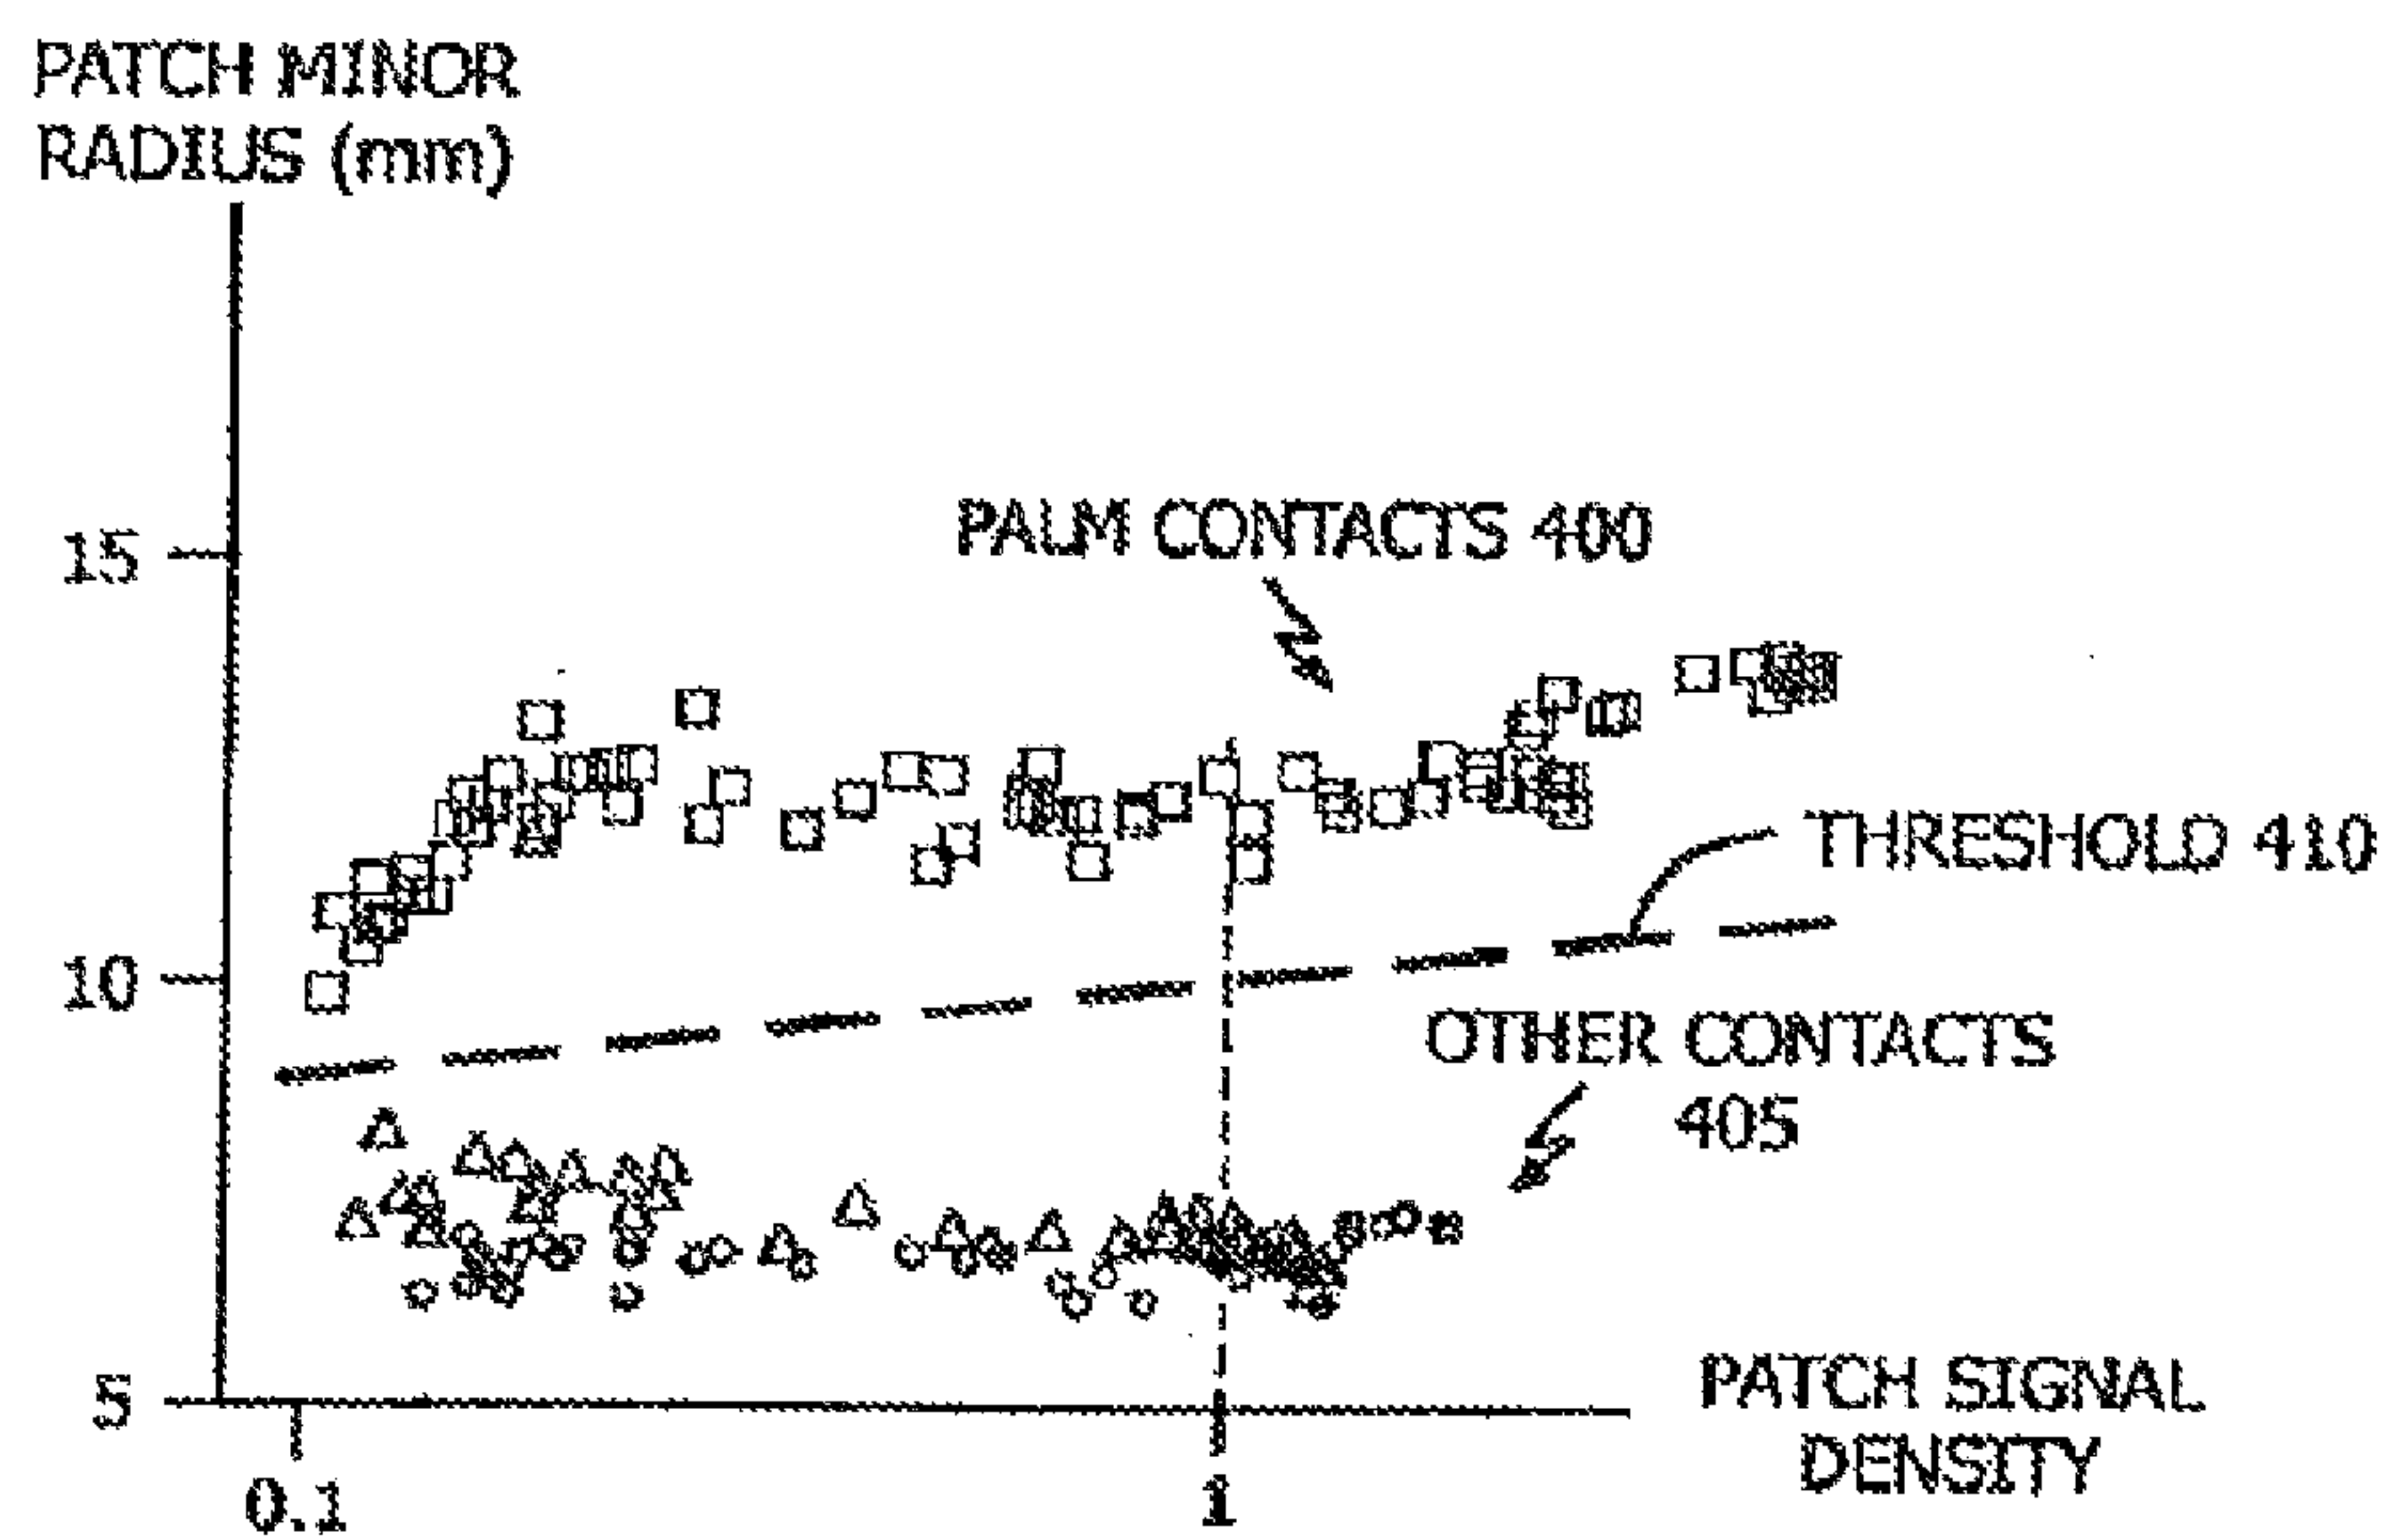 PATCH MINOR
RADIUS (mm)
15
PALM CONTACTS 400
THRESHOLD 410
10
OTHER CONTACTS
405
5
PATCH SIGNAL
DENSITY
0.1
1